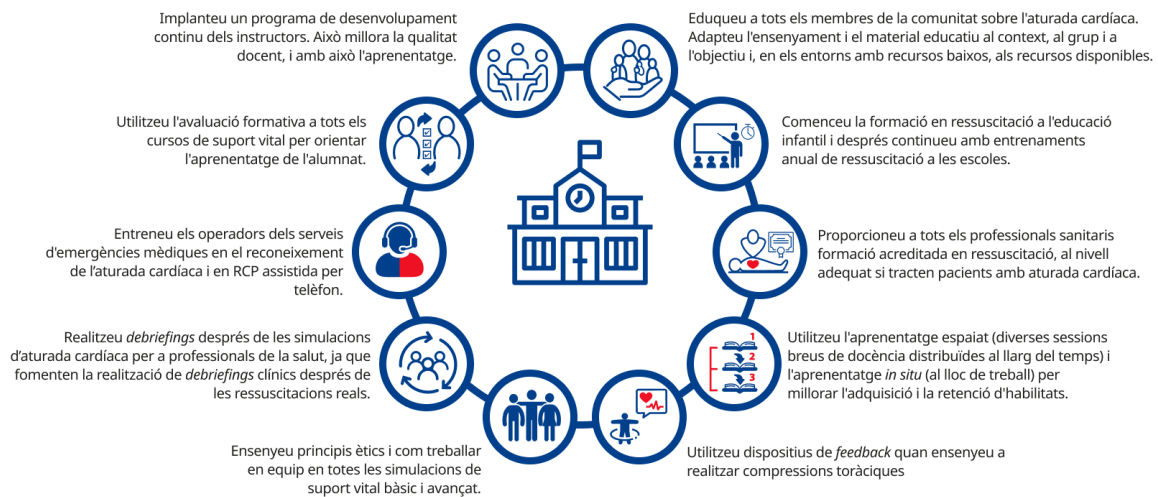 Implanteu un programa de desenvolupament
continu dels instructors. Això millora la qualitat
docent, i amb això l'aprenentatge.
Eduqueu a tots els membres de la comunitat sobre l'aturada cardíaca.
Adapteu l'ensenyament i el material educatiu al context, al grup i a
l'objectiu i, en els entorns amb recursos baixos, als recursos disponibles.
Utilitzeu l'avaluació formativa a tots els
cursos de suport vital per orientar
l'aprenentatge de l'alumnat.
Comenceu la formació en ressuscitació a l'educació
infantil i després continueu amb entrenaments
anual de ressuscitació a les escoles.
Entreneu els operadors dels serveis
d'emergències mèdiques en el reconeixement
de l’aturada cardíaca i en RCP assistida per
telèfon.
Proporcioneu a tots els professionals sanitaris
formació acreditada en ressuscitació, al nivell
adequat si tracten pacients amb aturada cardíaca.
Realitzeu debriefings després de les simulacions
d’aturada cardíaca per a professionals de la salut, ja que
fomenten la realització de debriefings clínics després de
les ressuscitacions reals.
1
2
3
Utilitzeu l'aprenentatge espaiat (diverses sessions
breus de docència distribuïdes al llarg del temps) i
l'aprenentatge in situ (al lloc de treball) per
millorar l'adquisició i la retenció d'habilitats.
Ensenyeu principis ètics i com treballar
en equip en totes les simulacions de
suport vital bàsic i avançat.
Utilitzeu dispositius de feedback quan ensenyeu a
realitzar compressions toràciques